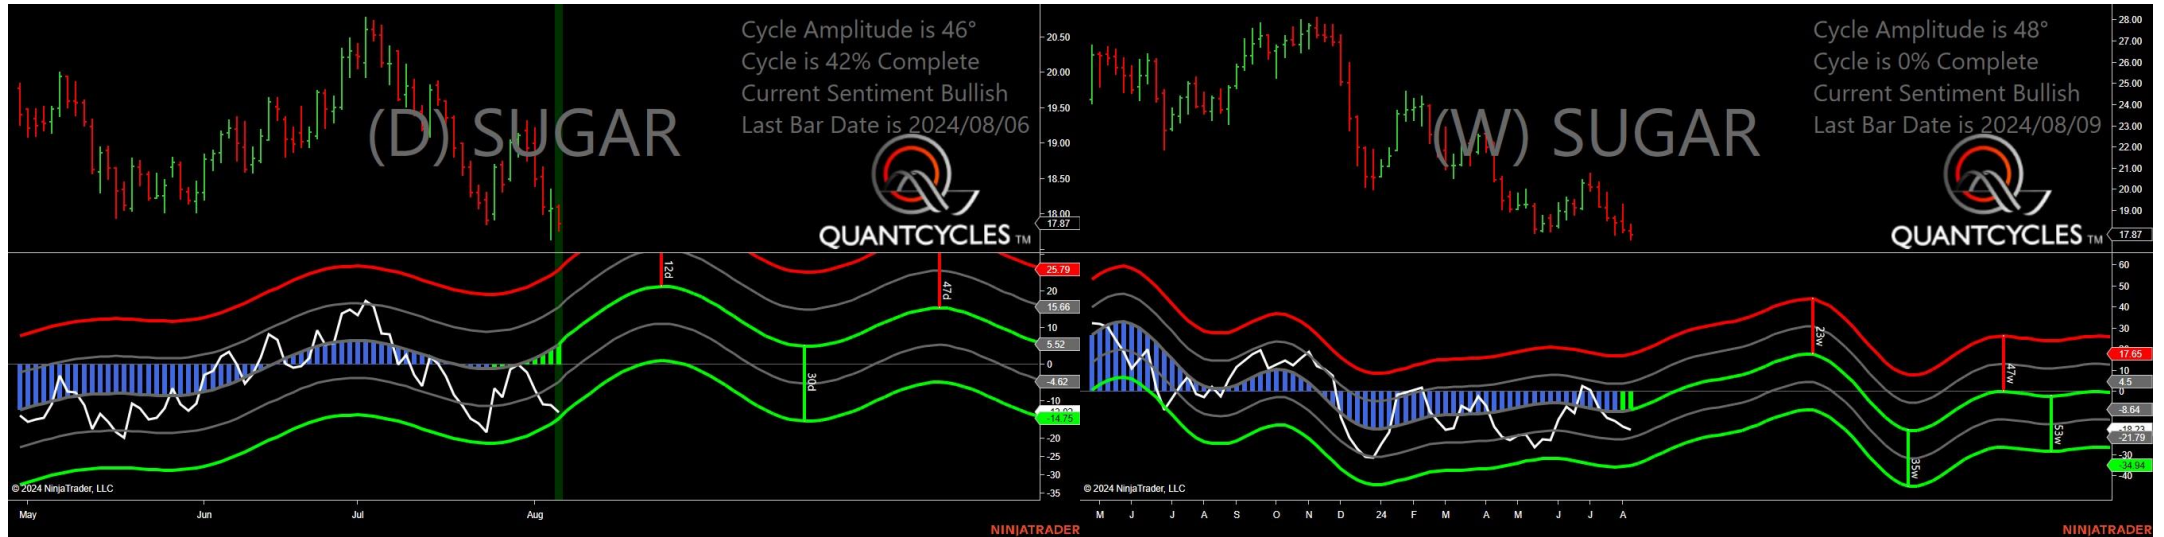 Cycle Amplitude is 46°
Cycle is 42% Complete
Current Sentiment Bullish
Last Bar Date is 2024/08/06
(D) SUGAR
QUANTCYCLES TM
20.50
20.00
19.50
19.00
18.50
18.00
17.87
12d
47d
30d
25.79
20
15.66
10
5.52
0
-4.62
-10
-14.75
-20
-25
-30
-35
© 2024 NinjaTrader, LLC
May Jun Jul Aug
NINJATRADER
Cycle Amplitude is 48°
Cycle is 0% Complete
Current Sentiment Bullish
Last Bar Date is 2024/08/09
(W) SUGAR
QUANTCYCLES TM
28.00
27.00
26.00
25.00
24.00
23.00
22.00
21.00
20.00
19.00
17.87
23w
47w
35w
53w
60
50
40
30
17.65
10
4.5
0
-8.64
-18.23
-21.79
-30
-34.94
-40
© 2024 NinjaTrader, LLC
M J J A S O N D 24 F M A M J J A
NINJATRADER